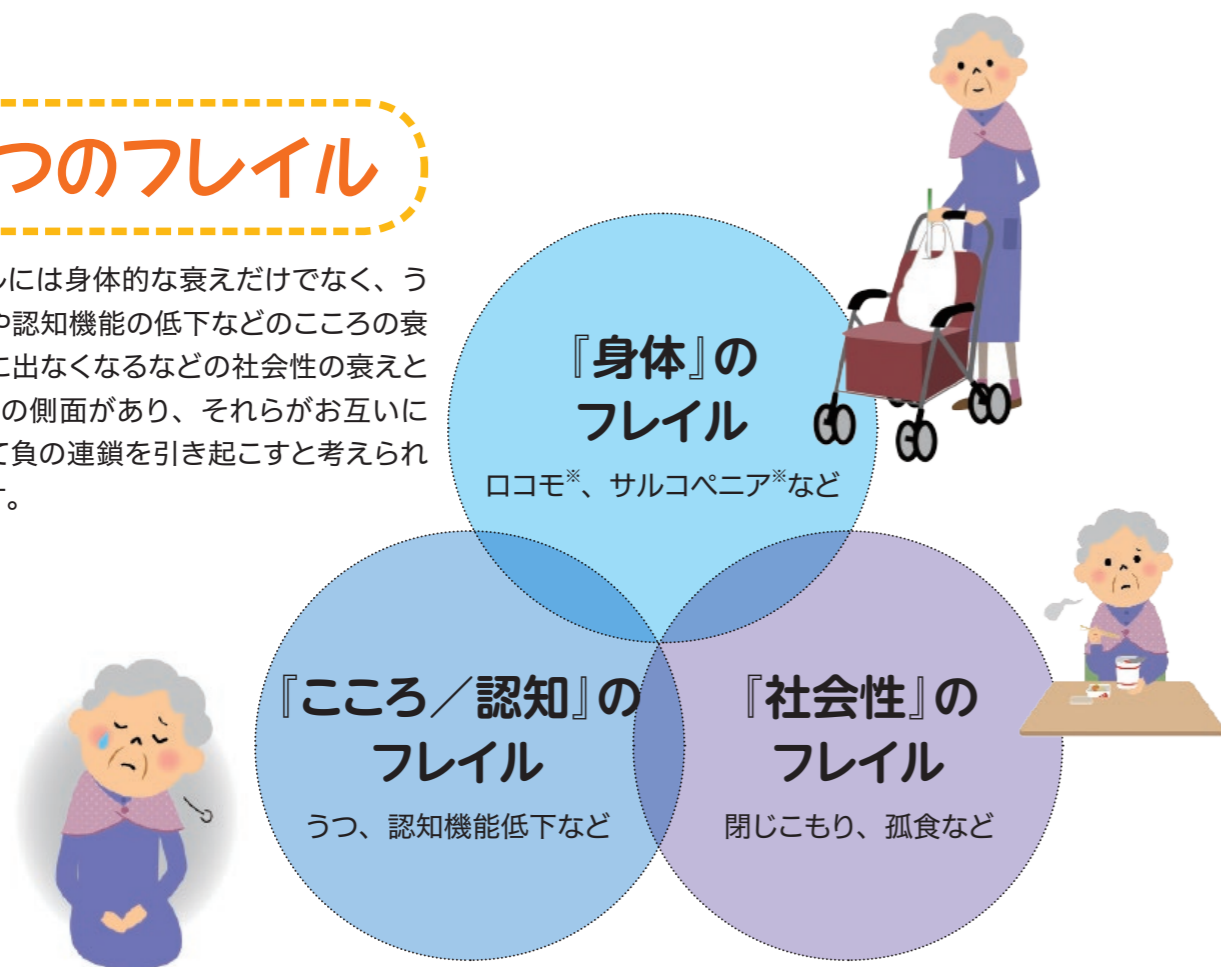 つのフレイル
には身体的な衰えだけでなく、う
や認知機能の低下などのこころの衰
に出なくなるなどの社会性の衰えと
の側面があり、それらがお互いに
て負の連鎖を引き起こすと考えられ
。
『身体』の
フレイル
ロコモ※、サルコペニア※など
『こころ／認知』の
フレイル
うつ、認知機能低下など
『社会性』の
フレイル
閉じこもり、孤食など